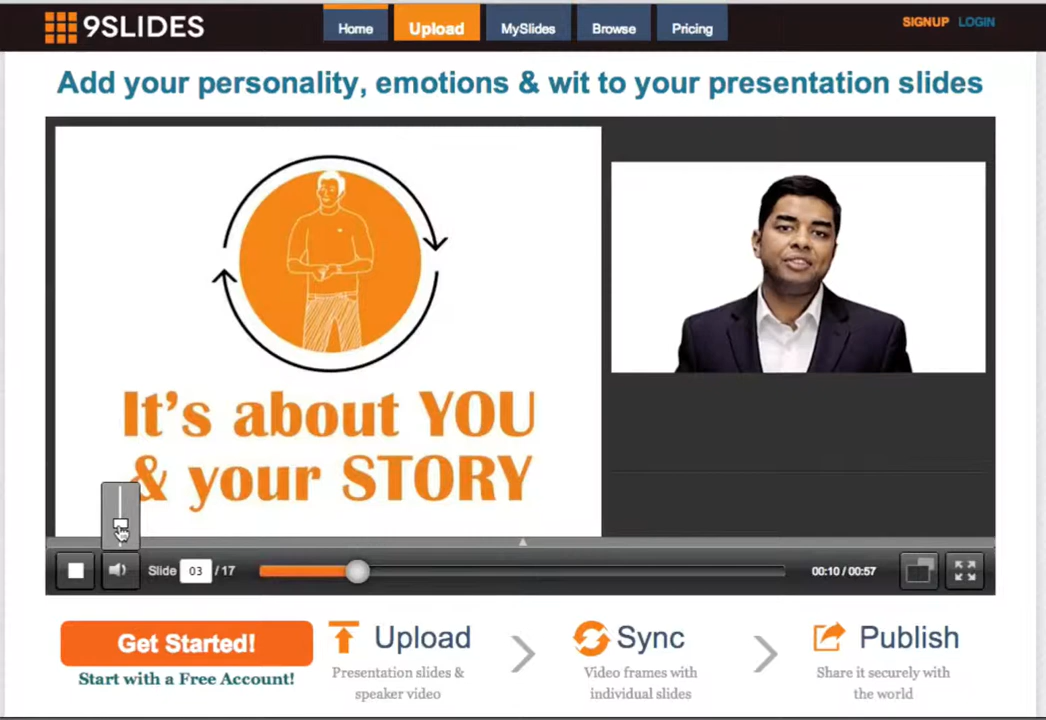 9SLIDES
Home
Upload
MySlides
Browse
Pricing
SIGNUP LOGIN
Add your personality, emotions & wit to your presentation slides
It's about YOU
& your STORY
Slide 03 / 17
00:10 / 00:57
Get Started!
Start with a Free Account!
Upload
Presentation slides &
speaker video
Sync
Video frames with
individual slides
Publish
Share it securely with
the world